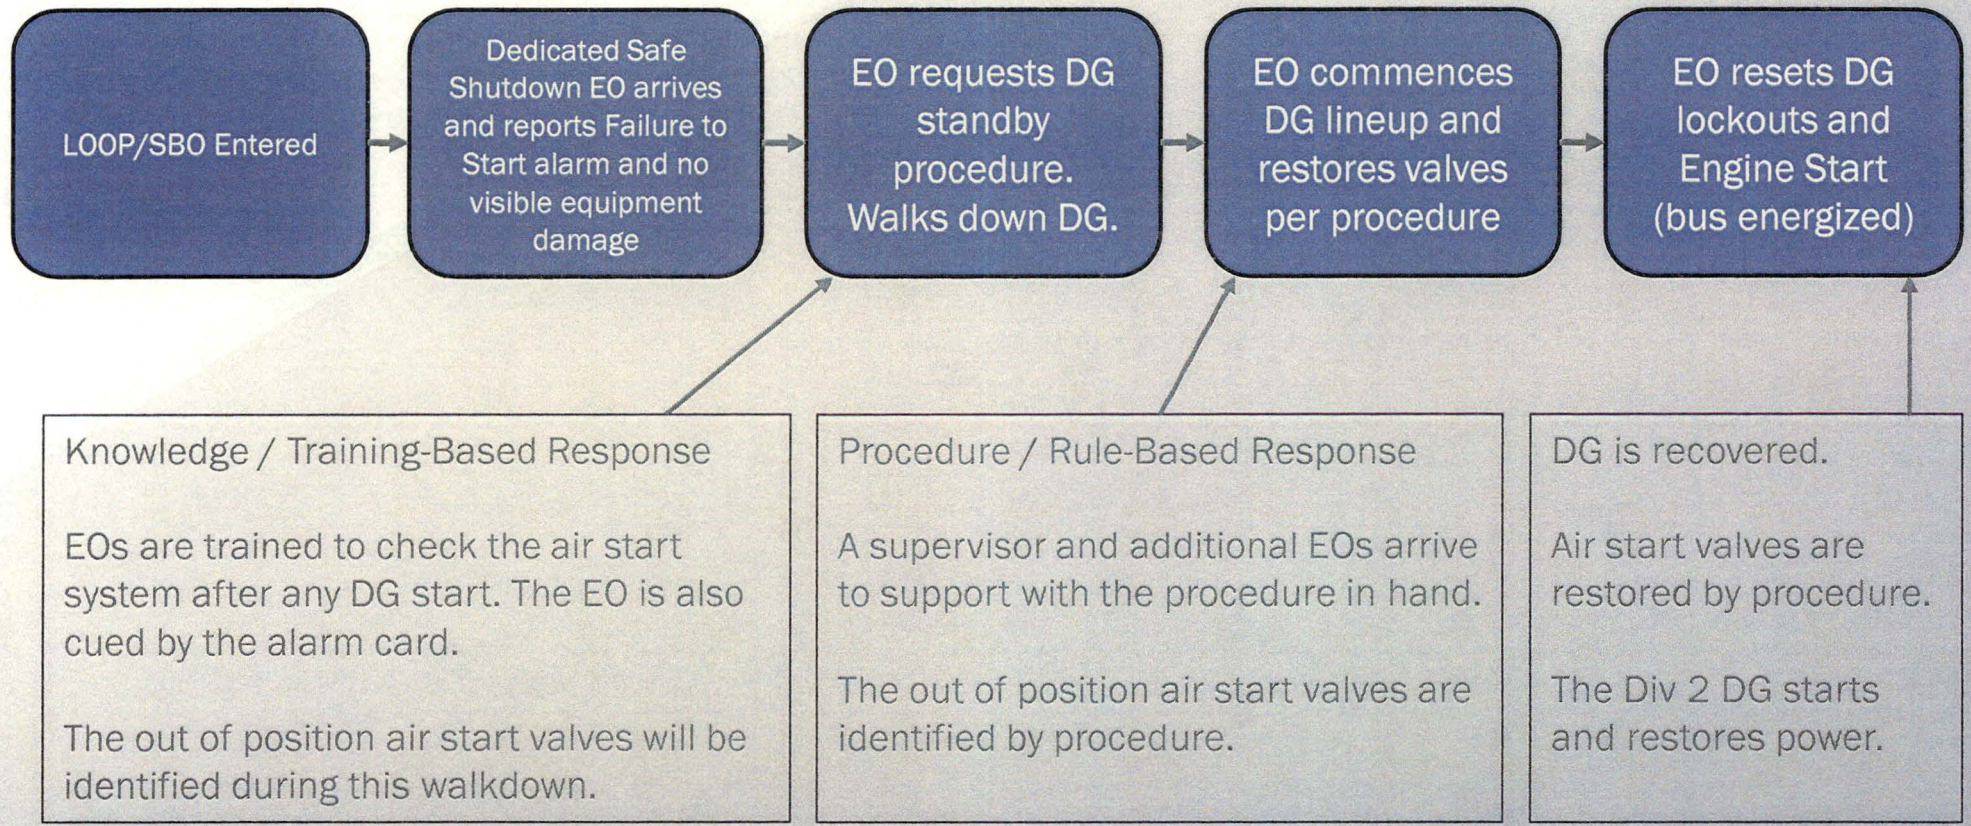 LOOP/SBO Entered
Dedicated Safe
Shutdown EO arrives
and reports Failure to
Start alarm and no
visible equipment
damage
EO requests DG
standby
procedure.
Walks down DG.
EO commences
DG lineup and
restores valves
per procedure
EO resets DG
lockouts and
Engine Start
(bus energized)
Knowledge / Training-Based Response
EOs are trained to check the air start
system after any DG start. The EO is also
cued by the alarm card.
The out of position air start valves will be
identified during this walkdown.
Procedure / Rule-Based Response
A supervisor and additional EOs arrive
to support with the procedure in hand.
The out of position air start valves are
identified by procedure.
DG is recovered.
Air start valves are
restored by procedure.
The Div 2 DG starts
and restores power.